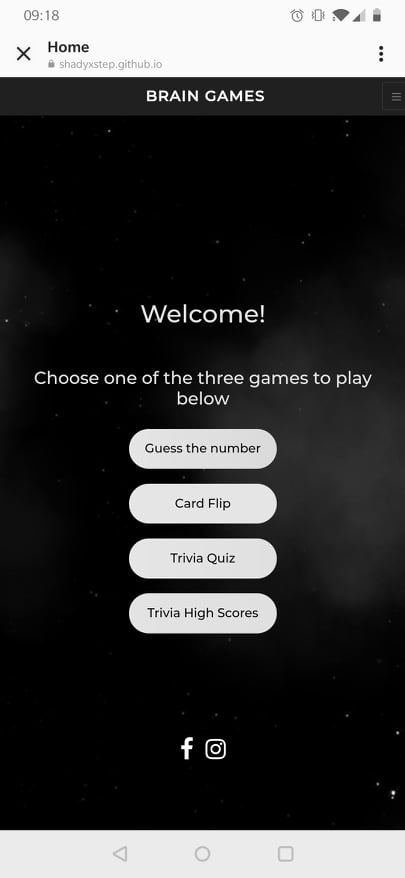 09:18
Home
shadyxstep.github.io
BRAIN GAMES
Welcome!
Choose one of the three games to play
below
Guess the number
Card Flip
Trivia Quiz
Trivia High Scores